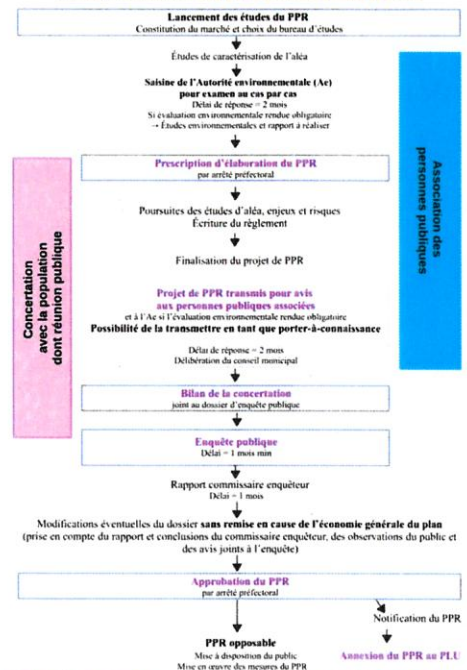 Lancement des études du PPR
Constitution du marché et choix du bureau d'études
Études de caractérisation de l'aléa
Saisine de l'Autorité environnementale (Ae)
pour examen au cas par cas
Délai de réponse = 2 mois
Si évaluation environnementale rendue obligatoire
→ Études environnementales et rapport à réaliser
Prescription d'élaboration du PPR
par arrêté préfectoral
Poursuites des études d'aléa, enjeux et risques
Écriture du règlement
Finalisation du projet de PPR
Projet de PPR transmis pour avis
aux personnes publiques associées
et à l'Ae si l'évaluation environnementale rendue obligatoire
Possibilité de la transmettre en tant que porter-à-connaissance
Délai de réponse = 2 mois
Délibération du conseil municipal
Concertation
avec la population
dont réunion publique
Association des
personnes publiques
Bilan de la concertation
joint au dossier d'enquête publique
Enquête publique
Délai = 1 mois min
Rapport commissaire enquêteur
Délai = 1 mois
Modifications éventuelles du dossier sans remise en cause de l'économie générale du plan
(prise en compte du rapport et conclusions du commissaire enquêteur, des observations du public et
des avis joints à l'enquête)
Approbation du PPR
par arrêté préfectoral
Notification du PPR
PPR opposable
Mise à disposition du public
Mise en œuvre des mesures du PPR
Annexion du PPR au PLU